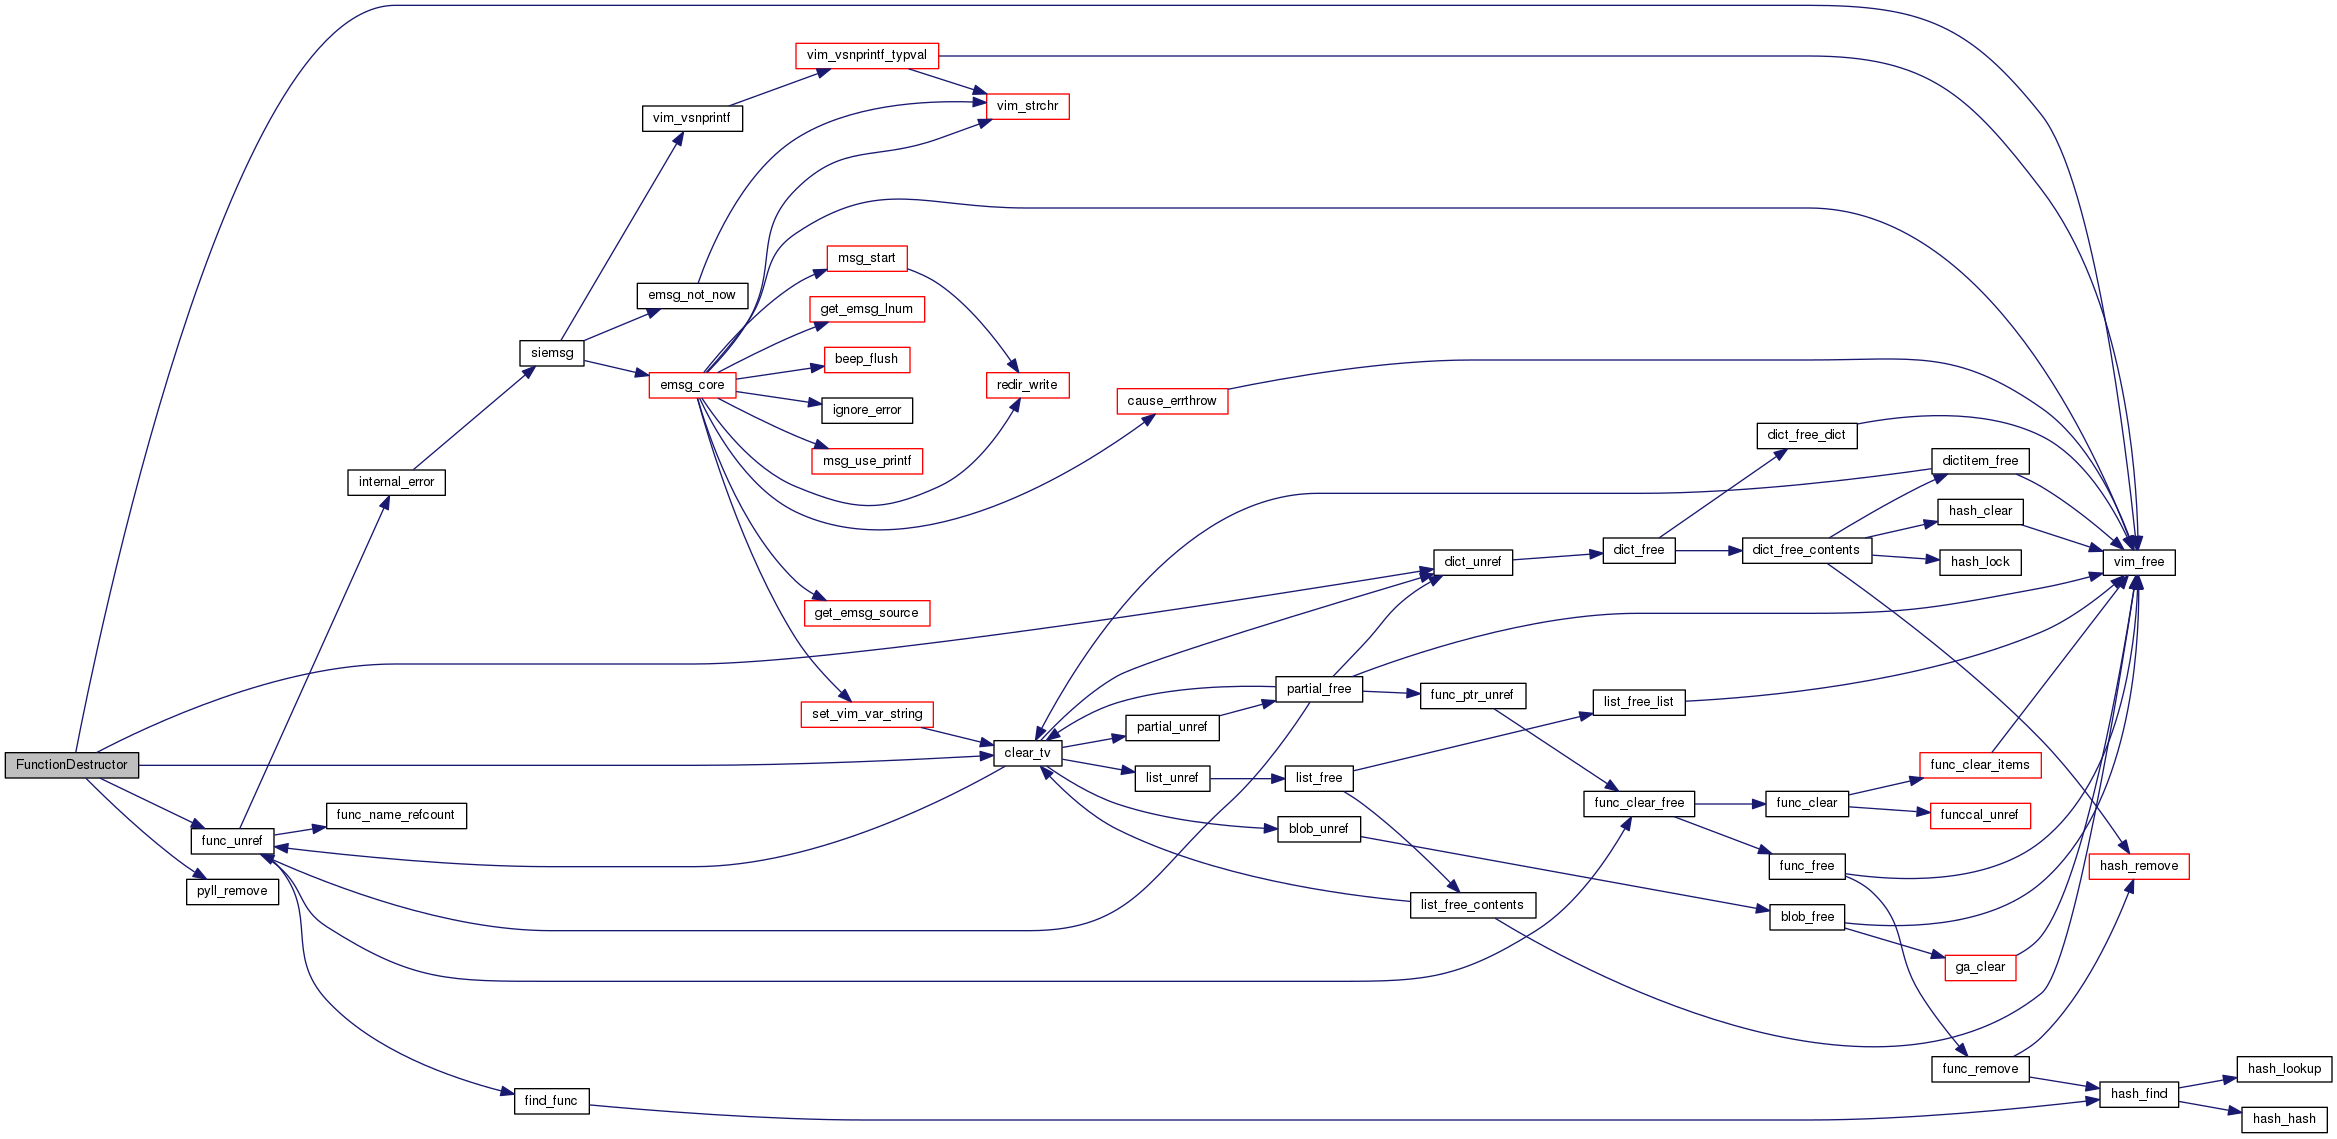 FunctionDestructor
vim_vsnprintf_typval
vim_strchr
vim_vsnprintf
msg_start
emsg_not_now
get_emsg_lnum
siemsg
beep_flush
emsg_core
redir_write
ignore_error
cause_errthrow
msg_use_printf
internal_error
dict_free_dict
dictitem_free
hash_clear
dict_unref
dict_free
dict_free_contents
hash_lock
vim_free
get_emsg_source
set_vim_var_string
clear_tv
partial_free
partial_unref
func_ptr_unref
list_free_list
list_unref
list_free
func_clear_free
func_clear
func_clear_items
funccal_unref
func_name_refcount
func_unref
blob_unref
pyll_remove
list_free_contents
func_free
hash_remove
blob_free
ga_clear
func_remove
find_func
hash_find
hash_lookup
hash_hash